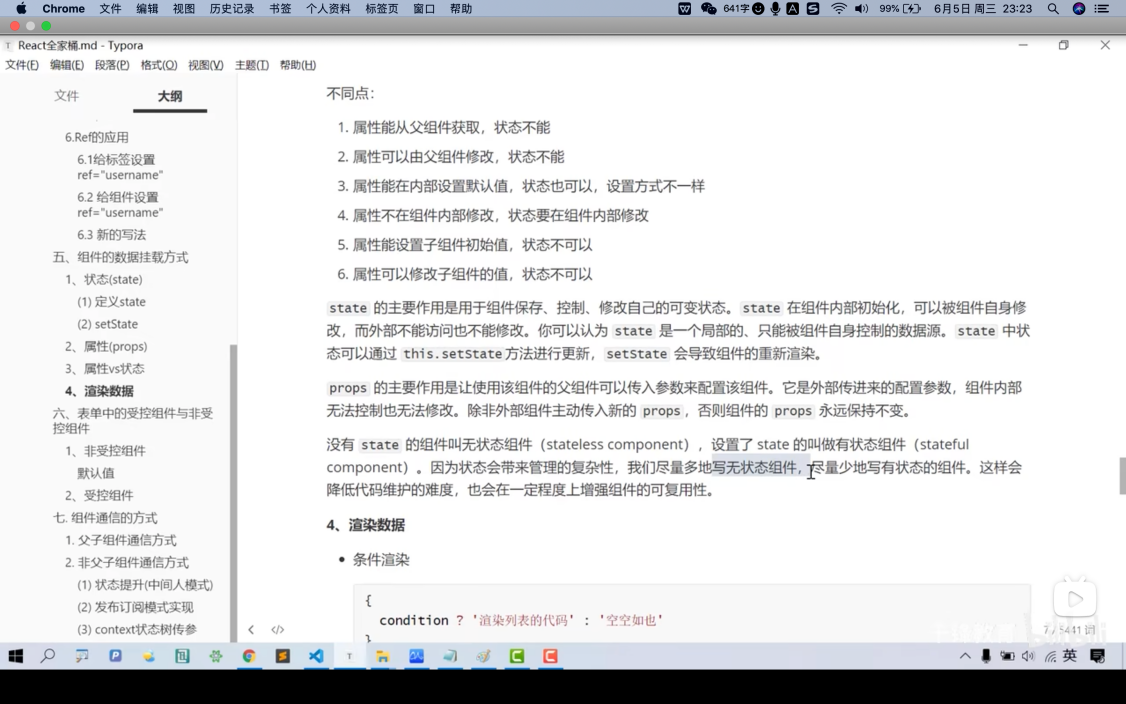 Chrome 文件 编辑 视图 历史记录 书签 个人资料 标签页 窗口 帮助 641字 99% 6月5日 周三 23:23
React全家桶.md - Typora
文件(F) 编辑(E) 段落(P) 格式(O) 视图(V) 主题(T) 帮助(H)
文件 大纲
6.Ref的应用
6.1给标签设置
ref="username"
6.2 给组件设置
ref="username"
6.3 新的写法
五、组件的数据挂载方式
1、状态(state)
(1) 定义state
(2) setState
2、属性(props)
3、属性vs状态
4、渲染数据
六、表单中的受控组件与非受
控组件
1、非受控组件
默认值
2、受控组件
七. 组件通信的方式
1. 父子组件通信方式
2. 非父子组件通信方式
(1) 状态提升(中间人模式)
(2) 发布订阅模式实现
(3) context状态树传参
不同点：
1. 属性能从父组件获取，状态不能
2. 属性可以由父组件修改，状态不能
3. 属性能在内部设置默认值，状态也可以，设置方式不一样
4. 属性不在组件内部修改，状态要在组件内部修改
5. 属性能设置子组件初始值，状态不可以
6. 属性可以修改子组件的值，状态不可以
state 的主要作用是用于组件保存、控制、修改自己的可变状态。state 在组件内部初始化，可以被组件自身修
改，而外部不能访问也不能修改。你可以认为 state 是一个局部的、只能被组件自身控制的数据源。state 中状
态可以通过 this.setState方法进行更新，setState 会导致组件的重新渲染。
props 的主要作用是让使用该组件的父组件可以传入参数来配置该组件。它是外部传进来的配置参数，组件内部
无法控制也无法修改。除非外部组件主动传入新的 props，否则组件的 props 永远保持不变。
没有 state 的组件叫无状态组件（stateless component），设置了 state 的叫做有状态组件（stateful
component）。因为状态会带来管理的复杂性，我们尽量多地写无状态组件，尽量少地写有状态的组件。这样会
降低代码维护的难度，也会在一定程度上增强组件的可复用性。
4、渲染数据
• 条件渲染
{
condition ? '渲染列表的代码' : '空空如也'
}
英